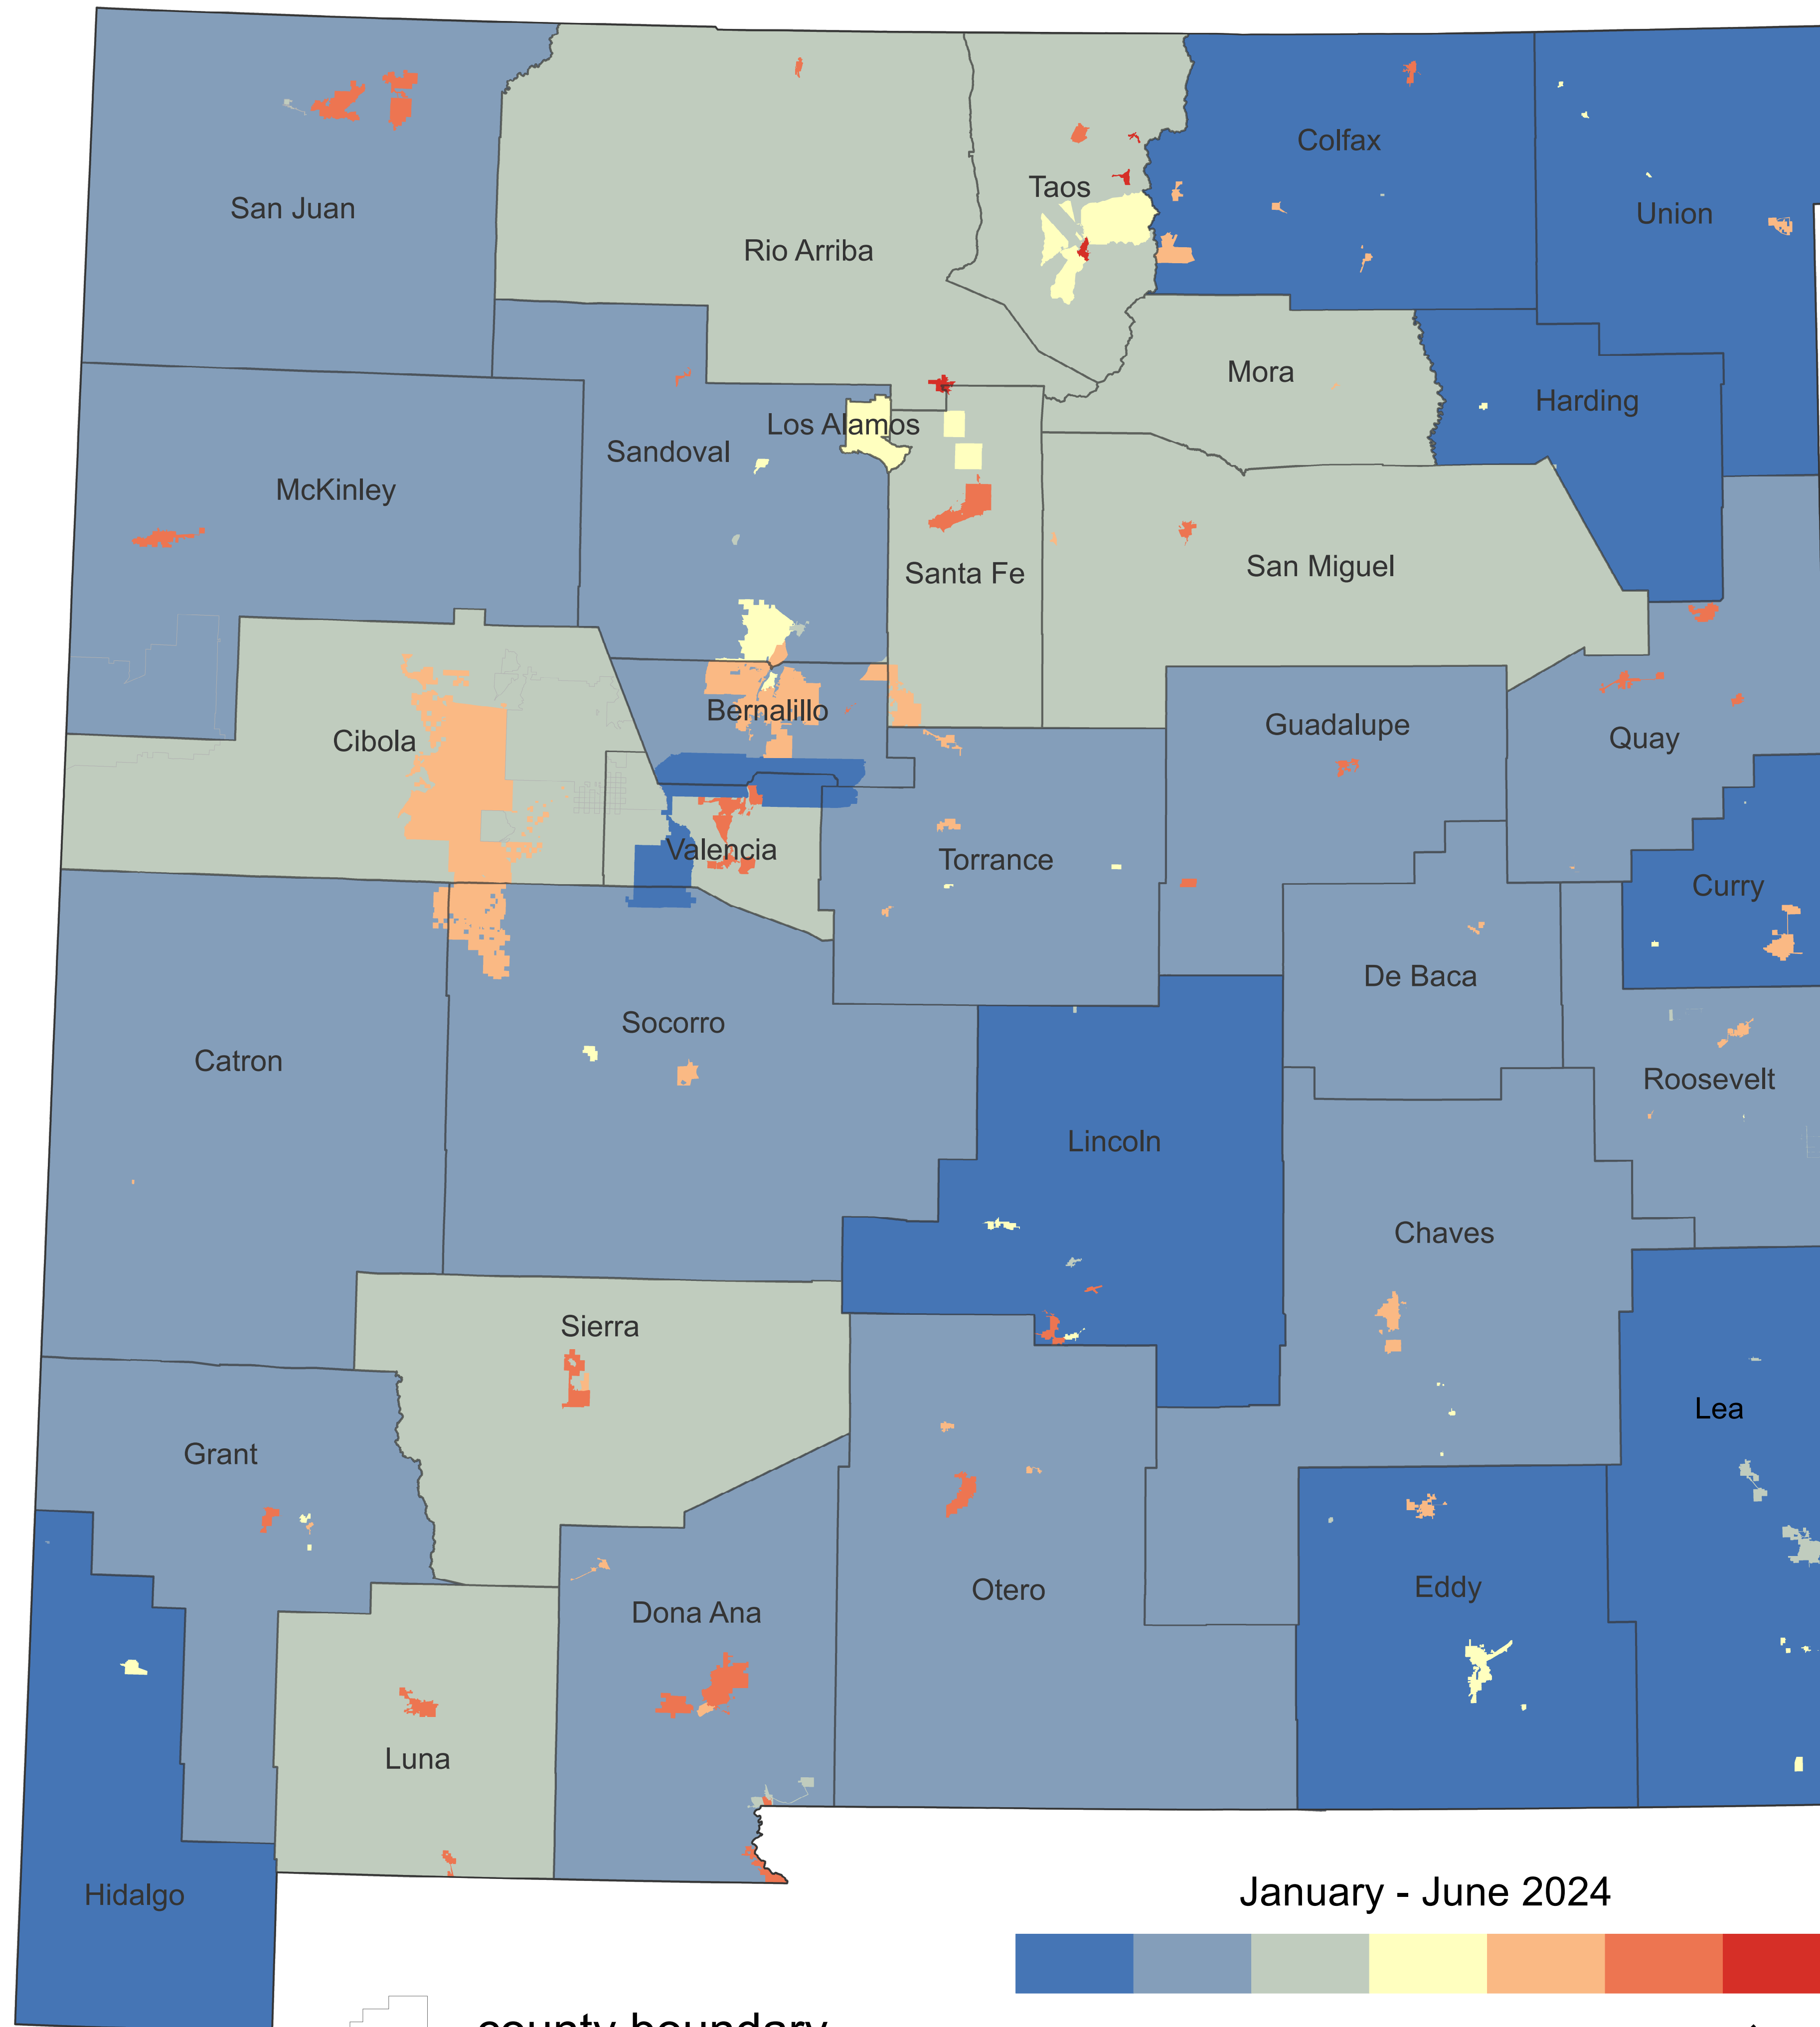 Colfax
Taos
San Juan
Union
Rio Arriba
Mora
Harding
Los Alamos
Sandoval
McKinley
San Miguel
Santa Fe
Bernalillo
Guadalupe
Quay
Cibola
Valencia
Torrance
Curry
De Baca
Socorro
Catron
Roosevelt
Lincoln
Chaves
Sierra
Lea
Grant
Eddy
Otero
Dona Ana
Luna
Hidalgo
January - June 2024
county boundary